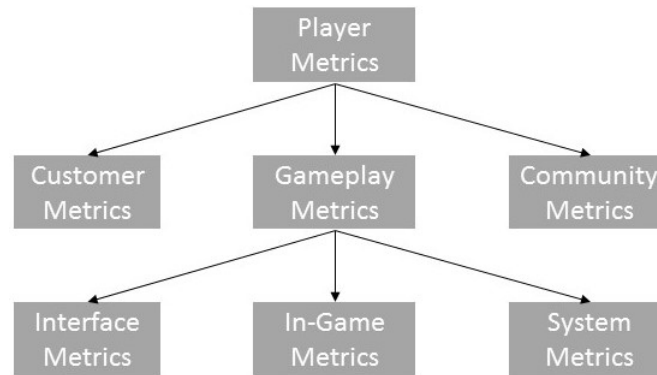 Player
Metrics
Customer
Metrics
Gameplay
Metrics
Community
Metrics
Interface
Metrics
In-Game
Metrics
System
Metrics